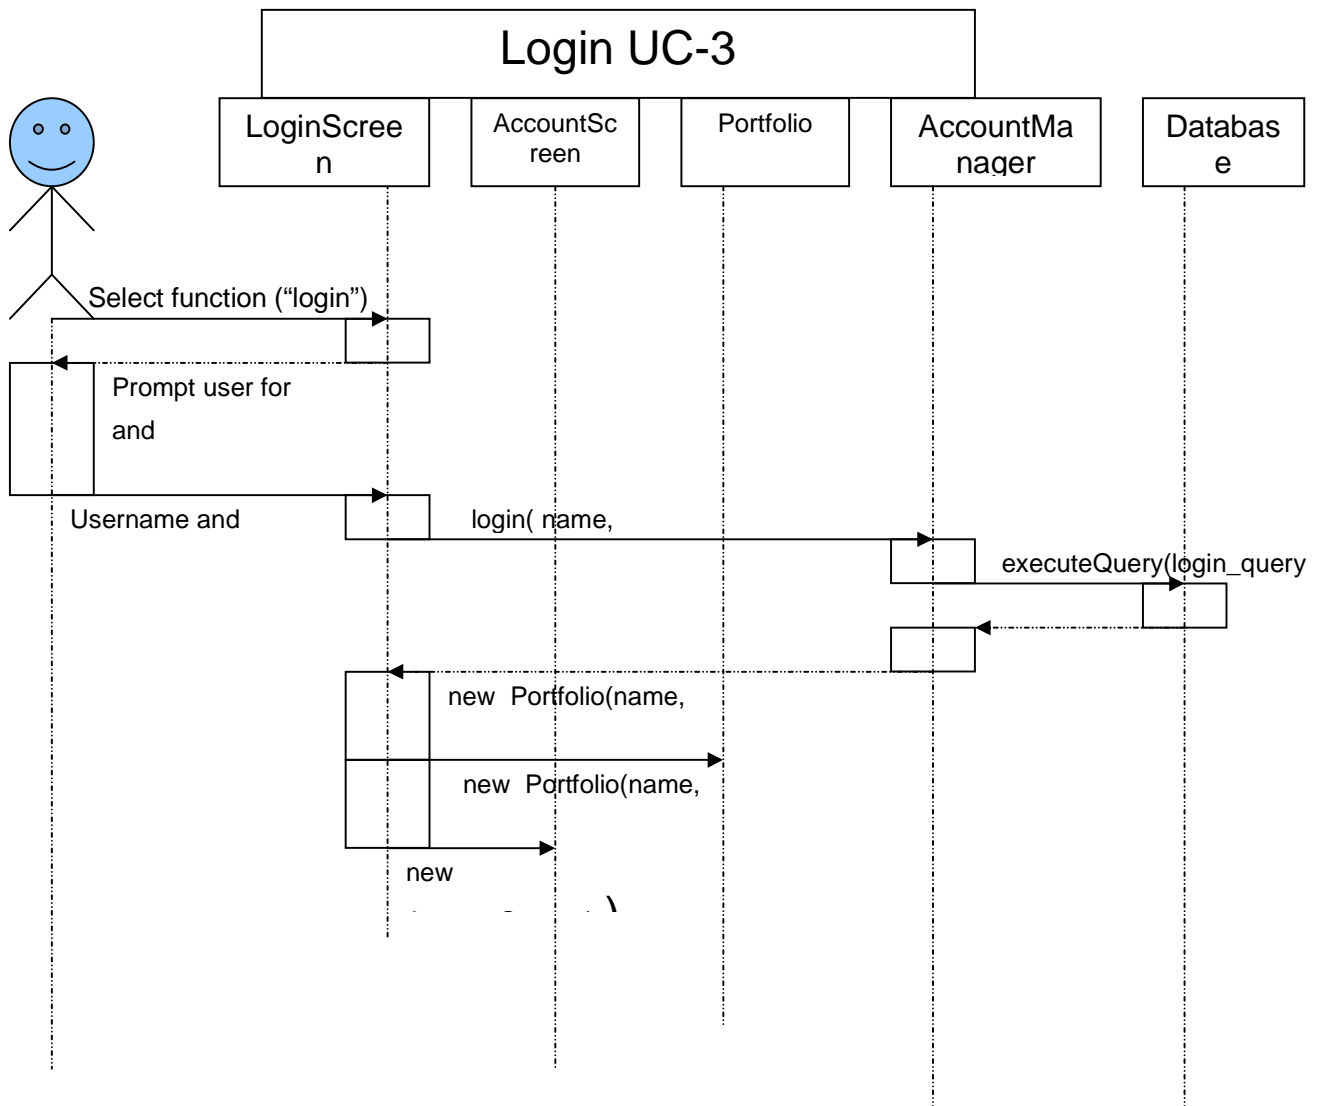 Login UC-3
LoginScree
n
AccountSc
reen
Portfolio
AccountMa
nager
Databas
e
Select function (“login”)
Prompt user for
and
Username and
login( name,
executeQuery(login_query
new Portfolio(name,
new Portfolio(name,
new
)